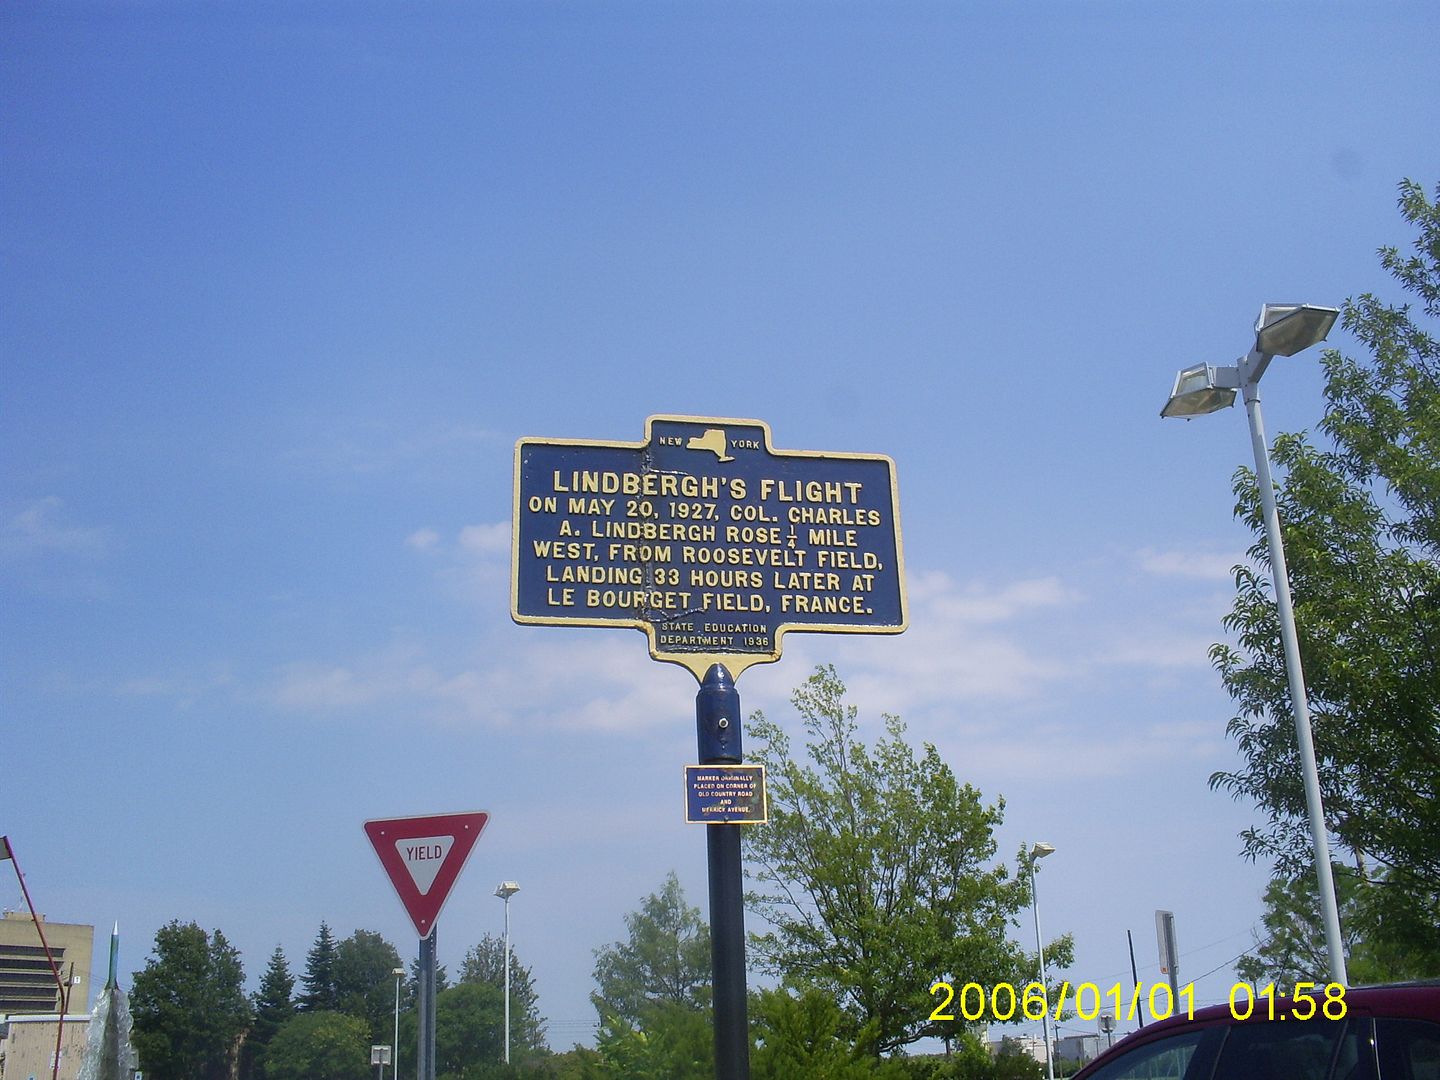 NEW YORK
LINDBERGH'S FLIGHT
ON MAY 20, 1927, COL. CHARLES
A. LINDBERGH ROSE 1/4 MILE
WEST, FROM ROOSEVELT FIELD,
LANDING 33 HOURS LATER AT
LE BOURGET FIELD, FRANCE.
STATE EDUCATION
DEPARTMENT 1936
MARKER ORIGINALLY
PLACED ON CORNER OF
OLD COUNTRY ROAD
AND
MERRICK AVENUE.
YIELD
2006/01/01 01:58